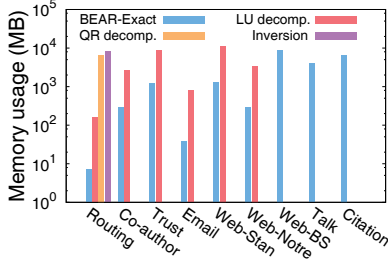 BEAR-Exact LU decomp.
QR decomp. Inversion
Memory usage (MB)
10^5
10^4
10^3
10^2
10^1
10^0
Routing
Co-author
Trust
Email
Web-Stan
Web-Notre
Web-BS
Talk
Citation